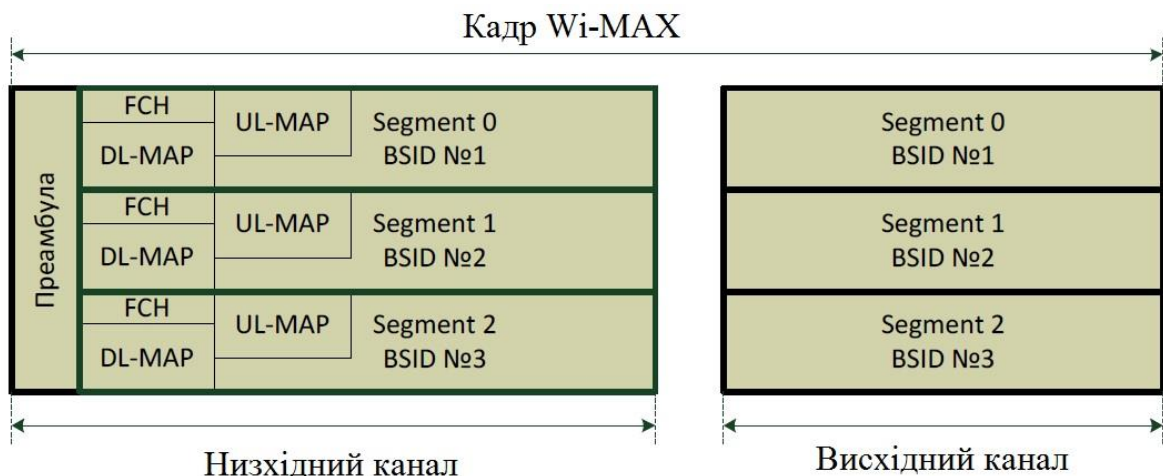 Кадр Wi-MAX
Преамбула
FCH
DL-MAP
UL-MAP
Segment 0
BSID №1
FCH
DL-MAP
UL-MAP
Segment 1
BSID №2
FCH
DL-MAP
UL-MAP
Segment 2
BSID №3
Segment 0
BSID №1
Segment 1
BSID №2
Segment 2
BSID №3
Низхідний канал
Висхідний канал